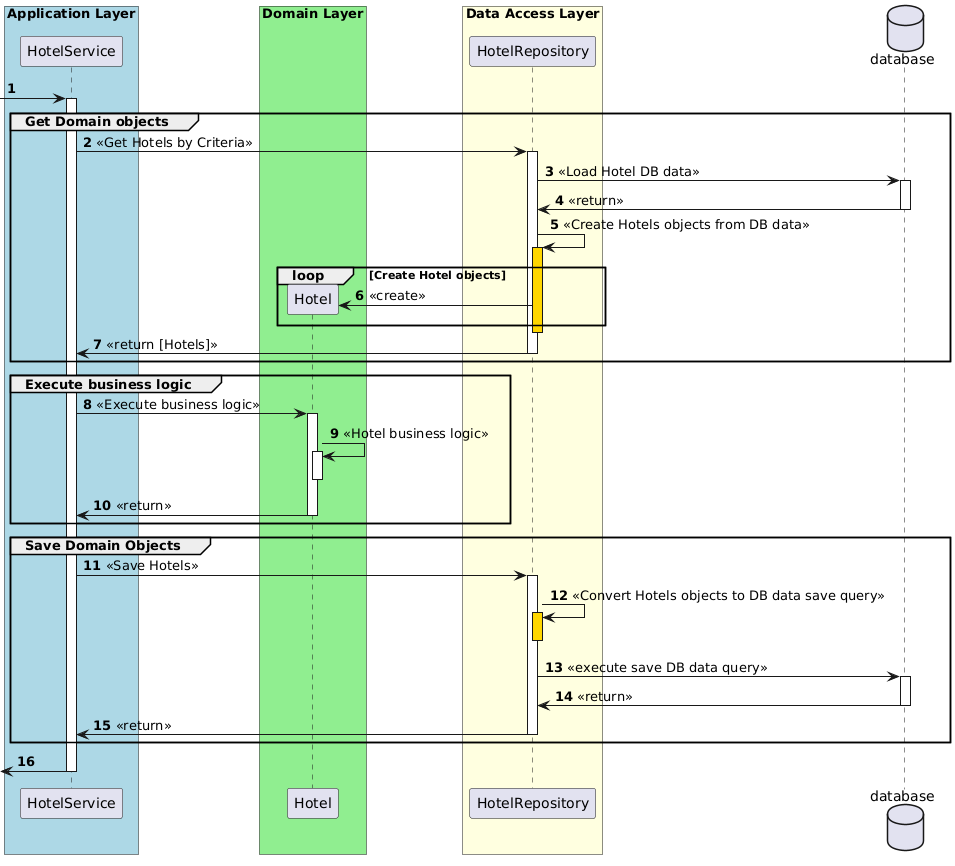 Application Layer
Domain Layer
Data Access Layer
HotelService
HotelRepository
database
1
Get Domain objects
2 «Get Hotels by Criteria»
3 «Load Hotel DB data»
4 «return»
5 «Create Hotels objects from DB data»
loop [Create Hotel objects]
Hotel
6 «create»
7 «return [Hotels]»
Execute business logic
8 «Execute business logic»
9 «Hotel business logic»
10 «return»
Save Domain Objects
11 «Save Hotels»
12 «Convert Hotels objects to DB data save query»
13 «execute save DB data query»
14 «return»
15 «return»
16
HotelService
Hotel
HotelRepository
database